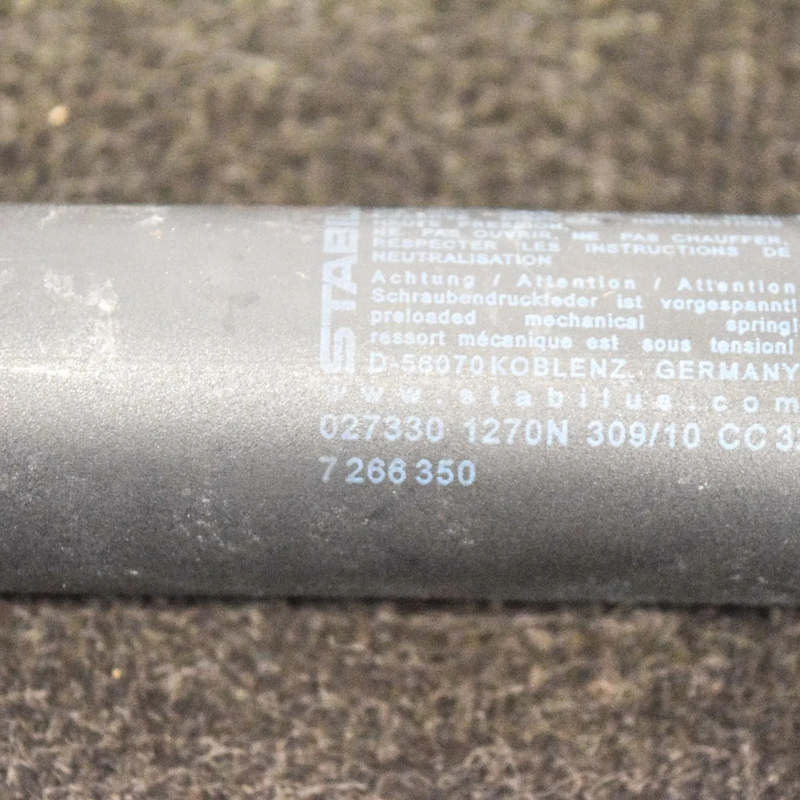 STABI
NE PAS OUVRIR, NE PAS CHAUFFER,
RESPECTER LES INSTRUCTIONS DE
NEUTRALISATION
Achtung / Attention / Attention
Schraubendruckfeder ist vorgespannt!
preloaded mechanical spring!
ressort mécanique est sous tension!
D-56070 KOBLENZ GERMANY
www.stabilus.com
027330 1270N 309/10 CC 32
7 266 350